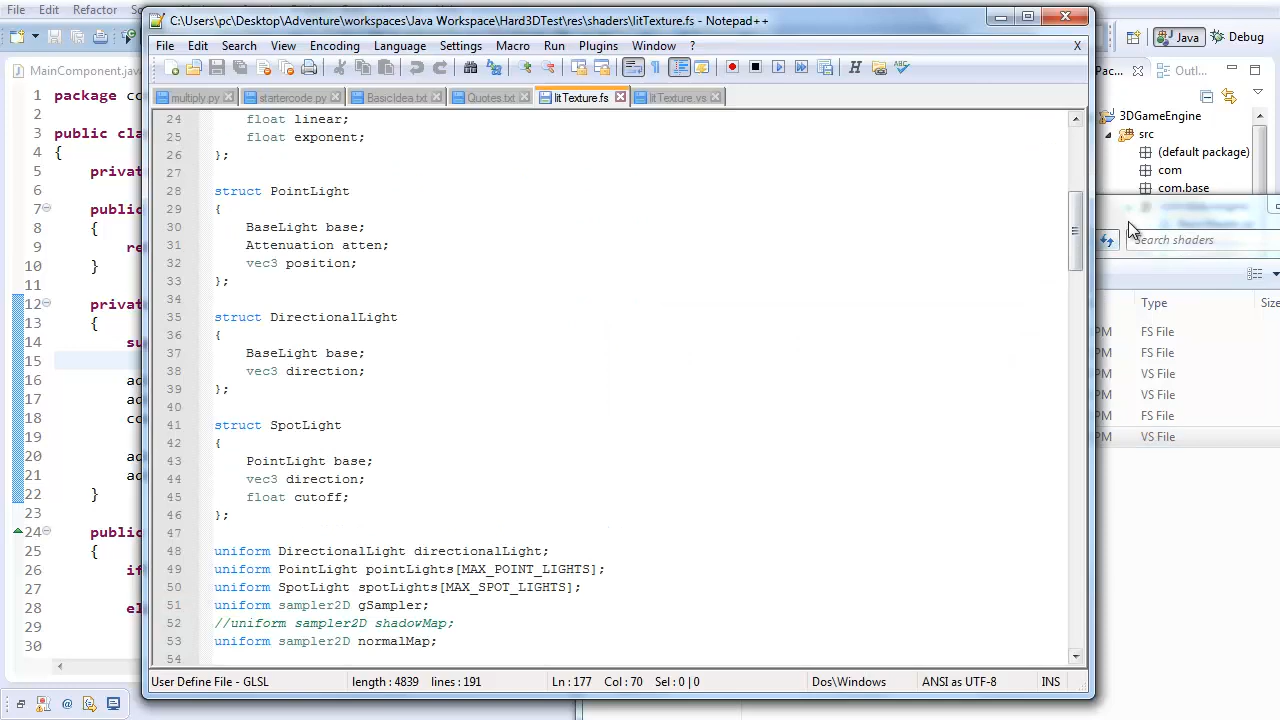 C:\Users\pc\Desktop\Adventure\workspaces\Java Workspace\Hard3DTest\res\shaders\litTexture.fs - Notepad++
File Edit Search View Encoding Language Settings Macro Run Plugins Window ? X
multiply.py startercode.py BasicIdea.txt Quotes.txt litTexture.fs litTexture.vs
24 float linear;
25 float exponent;
26 };
27
28 struct PointLight
29 {
30 BaseLight base;
31 Attenuation atten;
32 vec3 position;
33 };
34
35 struct DirectionalLight
36 {
37 BaseLight base;
38 vec3 direction;
39 };
40
41 struct SpotLight
42 {
43 PointLight base;
44 vec3 direction;
45 float cutoff;
46 };
47
48 uniform DirectionalLight directionalLight;
49 uniform PointLight pointLights[MAX_POINT_LIGHTS];
50 uniform SpotLight spotLights[MAX_SPOT_LIGHTS];
51 uniform sampler2D gSampler;
52 //uniform sampler2D shadowMap;
53 uniform sampler2D normalMap;
54
User Define File - GLSL length : 4839 lines : 191 Ln : 177 Col : 70 Sel : 0 | 0 Dos\Windows ANSI as UTF-8 INS
File Edit Refactor
MainComponent.java
1 package co
2
3 public cla
4 {
5 privat
6
7 public
8 {
9 re
10 }
11
12 privat
13 {
14 su
15
16 ad
17 ad
18 co
19
20 ad
21 ad
22 }
23
24 public
25 {
26 if
27
28 el
29
30
Java Debug
Pac... Outl...
3DGameEngine
src
(default package)
com
com.base
Search shaders
Type Size
PM FS File
PM FS File
PM VS File
PM VS File
PM FS File
PM VS File